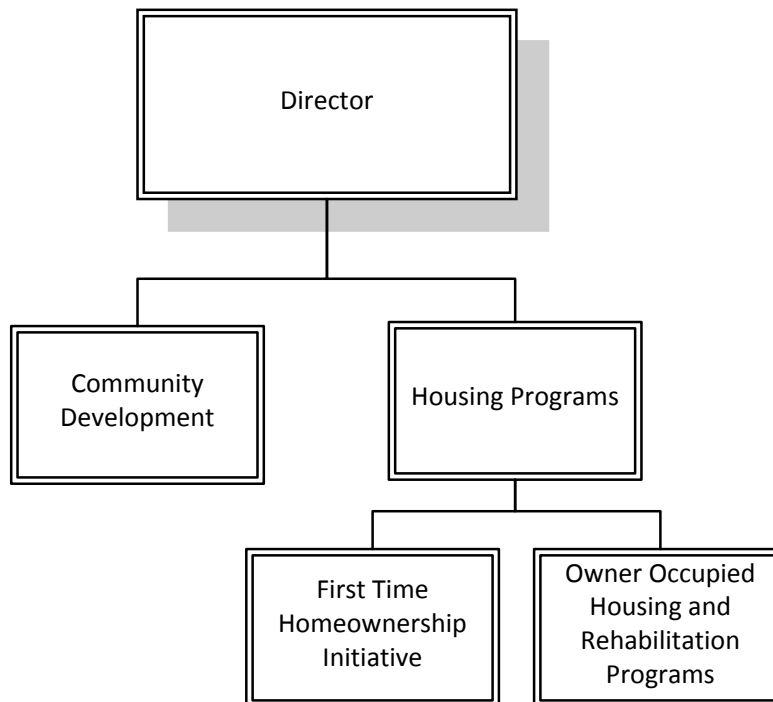 Director
Community
Development
Housing Programs
First Time
Homeownership
Initiative
Owner Occupied
Housing and
Rehabilitation
Programs